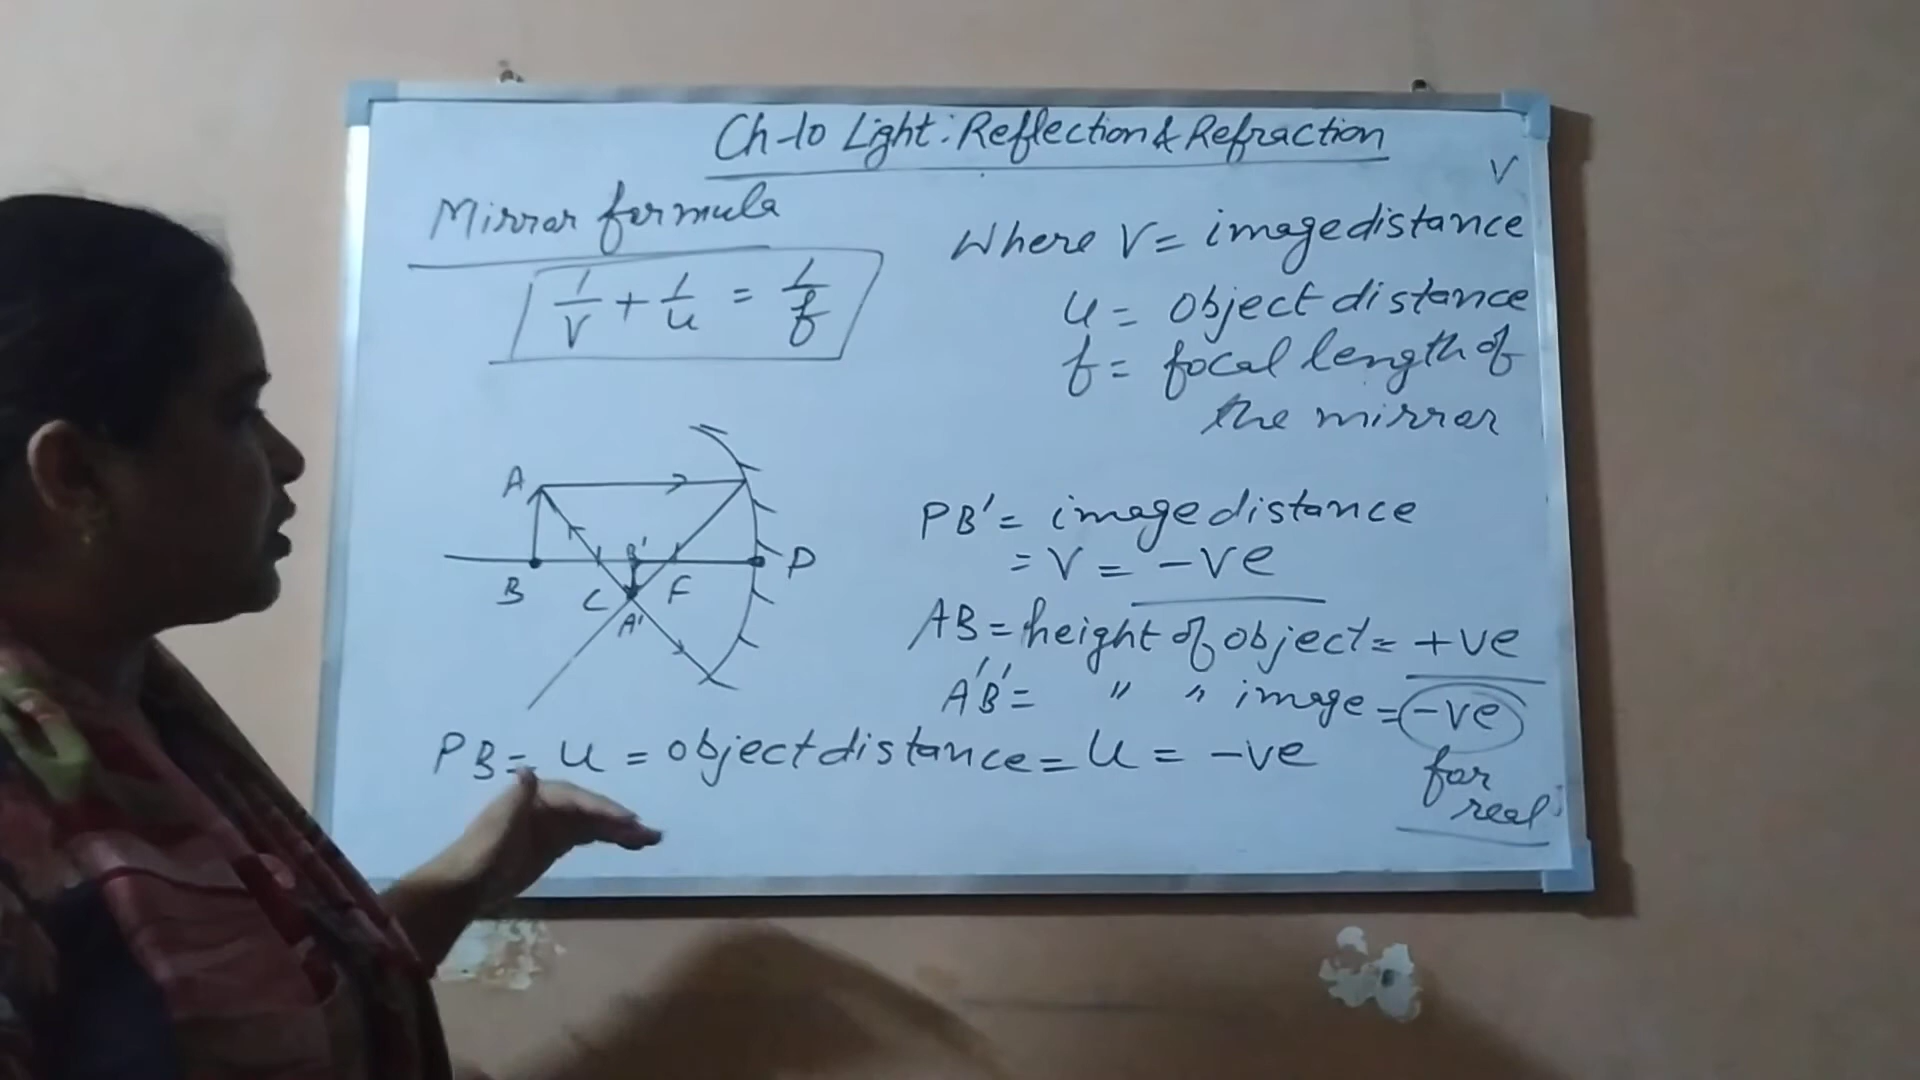 Ch-10 Light: Reflection & Refraction
V
Mirror formula
1/v + 1/u = 1/f
Where V = image distance
u = object distance
f = focal length of
the mirror
A
B
C
B'
A'
F
P
PB' = image distance
= V = -ve
AB = height of object = +ve
A'B' = " " image = -ve
for
real
PB = u = object distance = u = -ve